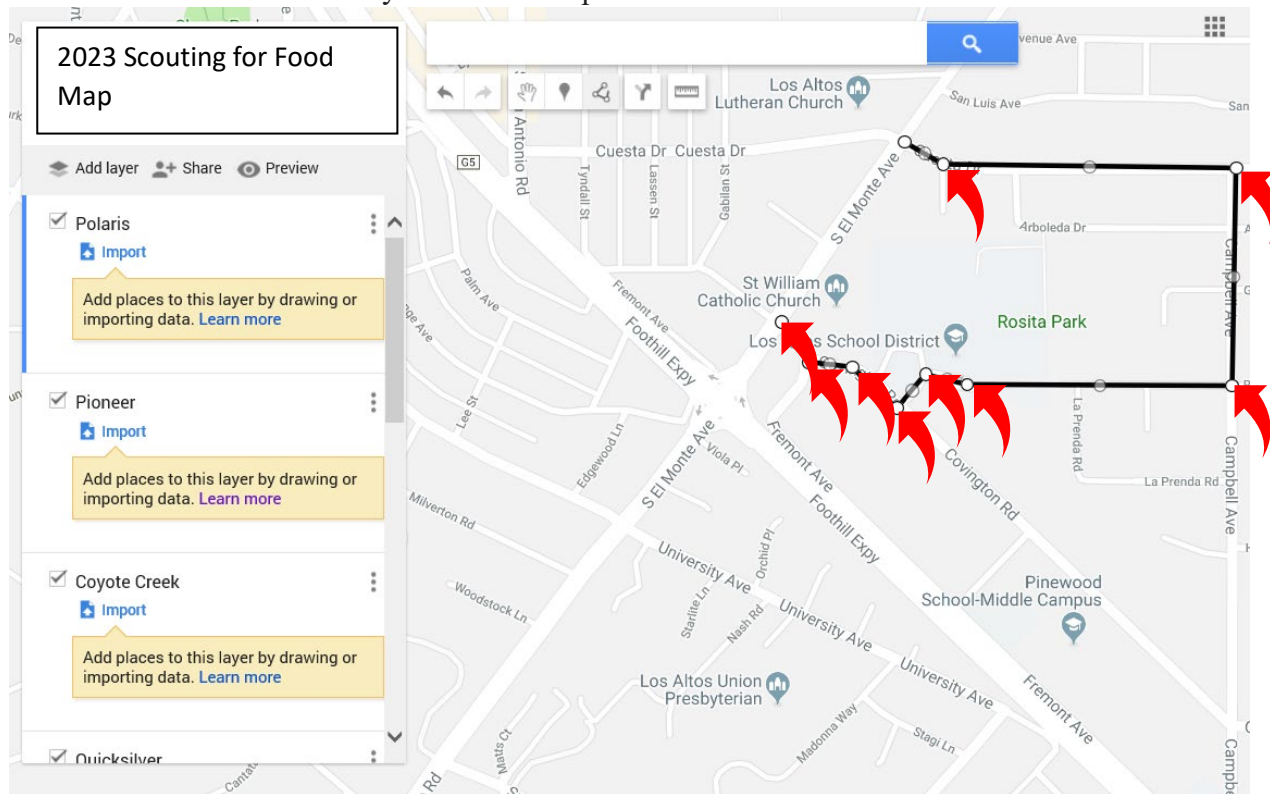 2023 Scouting for Food
Map
Add layer Share Preview
Polaris
Import
Add places to this layer by drawing or
importing data. Learn more
Pioneer
Import
Add places to this layer by drawing or
importing data. Learn more
Coyote Creek
Import
Add places to this layer by drawing or
importing data. Learn more
Quicksilver
venue Ave
Los Altos
Lutheran Church
San Luis Ave
San
G5
Antonio Rd
Cuesta Dr Cuesta Dr
Tyndall St
Lassen St
Gabilan St
S El Monte Ave
Arboleda Dr
Campbell Ave
Palm Ave
Fremont Ave
Foothill Expy
St William
Catholic Church
School District
Rosita Park
Lee St
Edgewood Ln
S El Monte Ave
Viola Pl
Fremont Ave
Foothill Expy
Covington Rd
La Prenda Rd
La Prenda Rd
Campbell Ave
Milverton Rd
University Ave
Orchid Pl
Woodstock Ln
Starlite Ln
Nash Rd
University Ave
Pinewood
School-Middle Campus
Los Altos Union
Presbyterian
University Ave
Fremont Ave
Madonna Way
Stagi Ln
Matts Ct
Rd